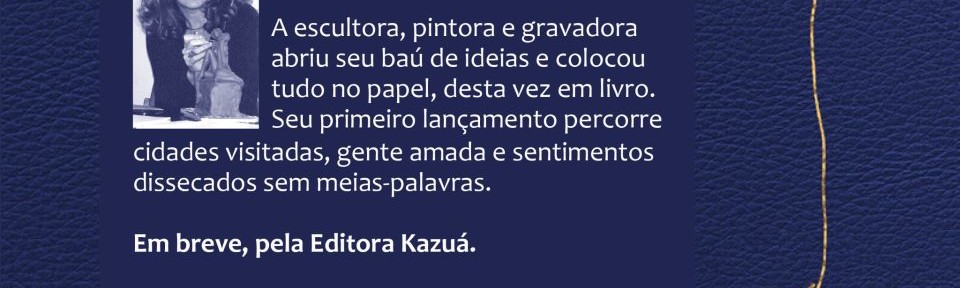 A escultora, pintora e gravadora
abriu seu baú de ideias e colocou
tudo no papel, desta vez em livro.
Seu primeiro lançamento percorre
cidades visitadas, gente amada e sentimentos
dissecados sem meias-palavras.
Em breve, pela Editora Kazuá.